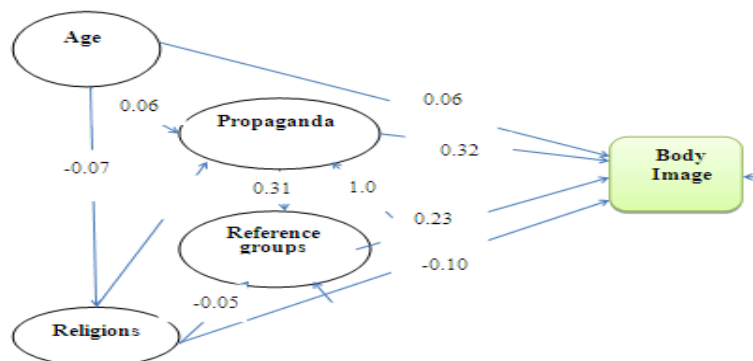 Age
0.06
0.06
Propaganda
0.32
Body
Image
-0.07
0.31
1.0
0.23
Reference
groups
-0.10
-0.05
Religions